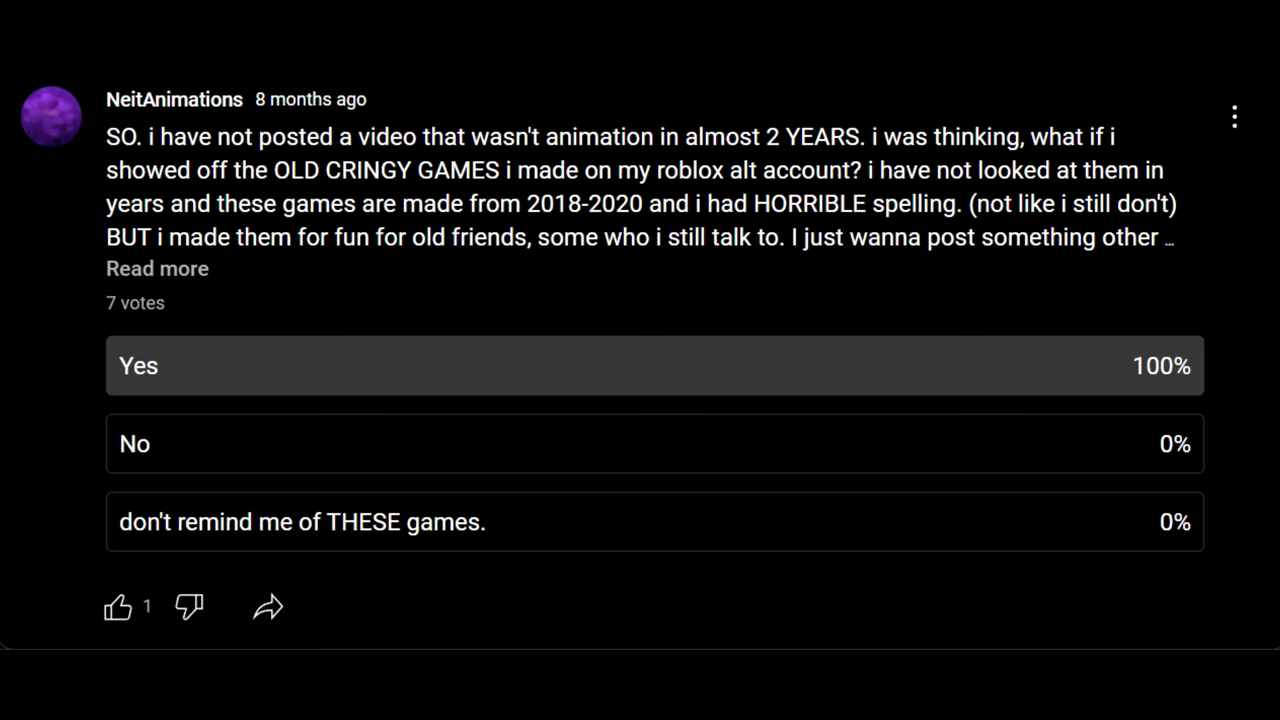 NeitAnimations 8 months ago
SO. i have not posted a video that wasn't animation in almost 2 YEARS. i was thinking, what if i
showed off the OLD CRINGY GAMES i made on my roblox alt account? i have not looked at them in
years and these games are made from 2018-2020 and i had HORRIBLE spelling. (not like i still don't)
BUT i made them for fun for old friends, some who i still talk to. I just wanna post something other ...
Read more
7 votes
Yes 100%
No 0%
don't remind me of THESE games. 0%
1